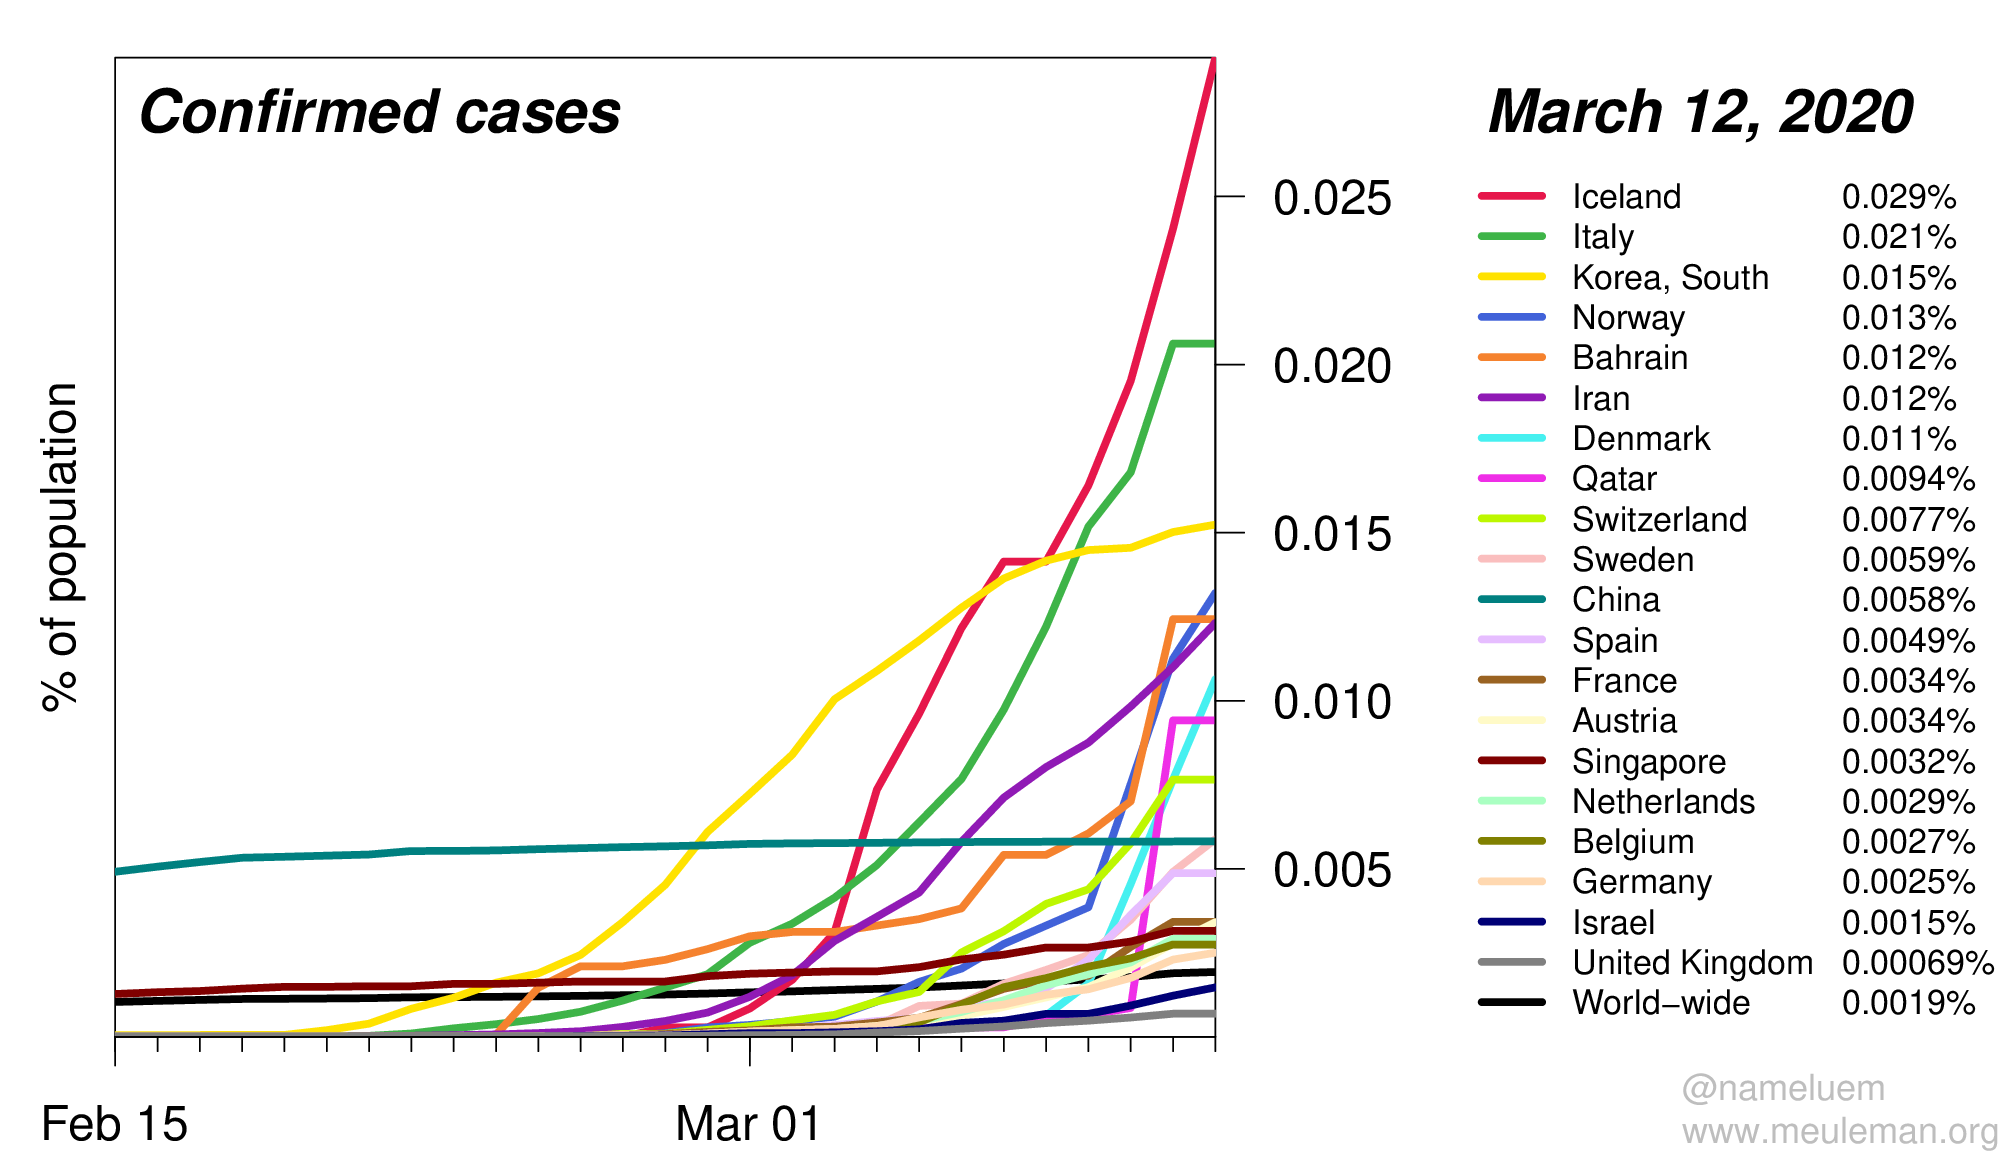 Confirmed cases
March 12, 2020
% of population
0.025
0.020
0.015
0.010
0.005
Feb 15
Mar 01
Iceland 0.029%
Italy 0.021%
Korea, South 0.015%
Norway 0.013%
Bahrain 0.012%
Iran 0.012%
Denmark 0.011%
Qatar 0.0094%
Switzerland 0.0077%
Sweden 0.0059%
China 0.0058%
Spain 0.0049%
France 0.0034%
Austria 0.0034%
Singapore 0.0032%
Netherlands 0.0029%
Belgium 0.0027%
Germany 0.0025%
Israel 0.0015%
United Kingdom 0.00069%
World−wide 0.0019%
@nameluem
www.meuleman.org